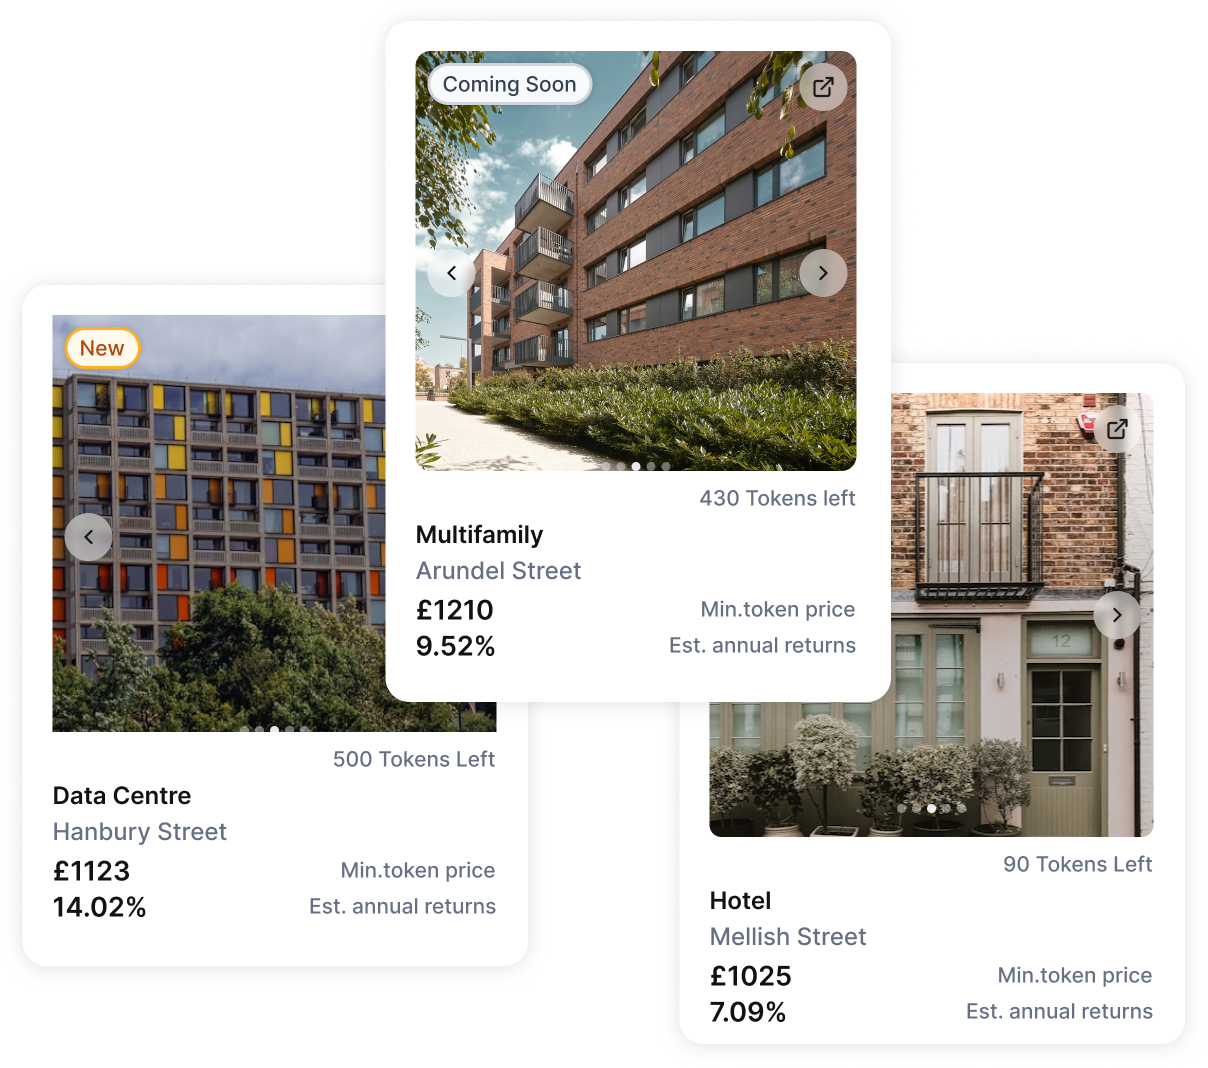 Coming Soon
430 Tokens left
Multifamily
Arundel Street
£1210 Min.token price
9.52% Est. annual returns
New
500 Tokens Left
Data Centre
Hanbury Street
£1123 Min.token price
14.02% Est. annual returns
12
90 Tokens Left
Hotel
Mellish Street
£1025 Min.token price
7.09% Est. annual returns